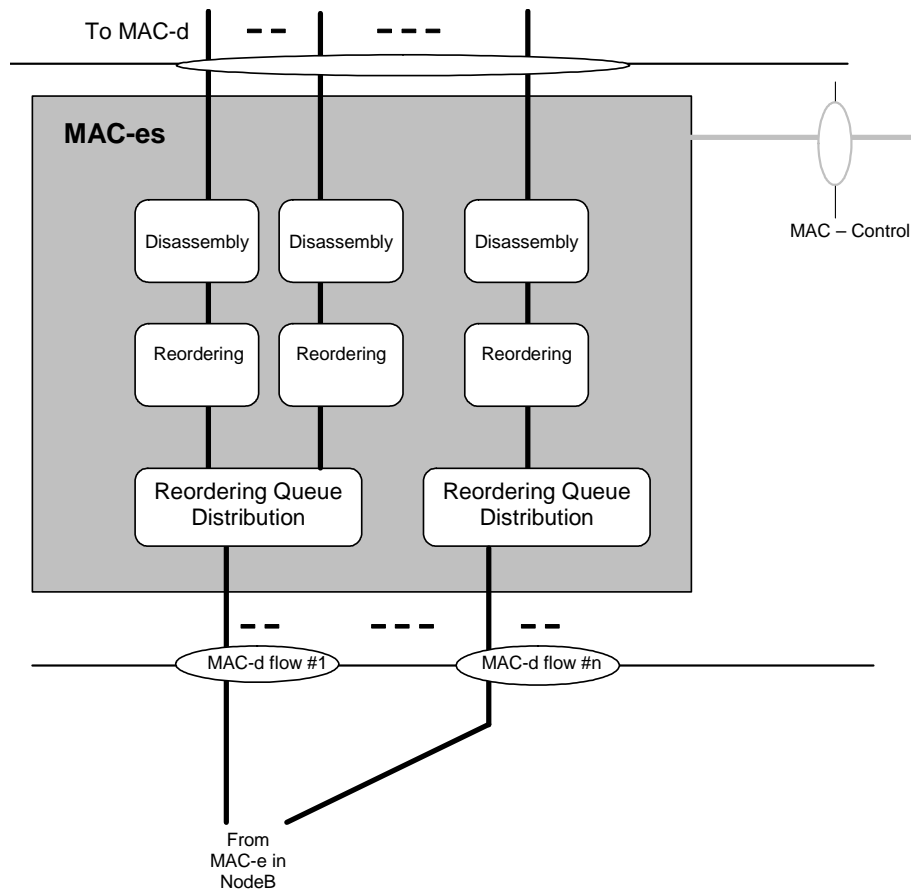 To MAC-d
MAC-es
MAC – Control
Disassembly
Disassembly
Disassembly
Reordering
Reordering
Reordering
Reordering Queue
Distribution
Reordering Queue
Distribution
MAC-d flow #1
MAC-d flow #n
From
MAC-e in
NodeB